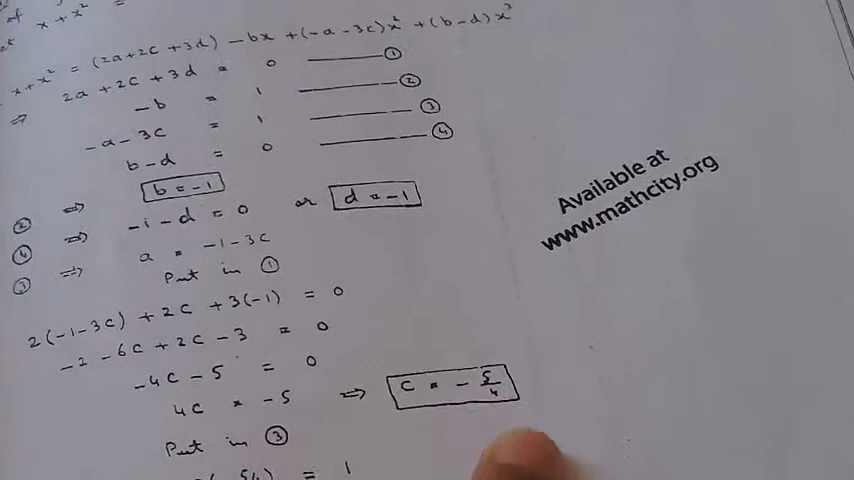 x + x² =
x + x² = (2a + 2c + 3d) - bx + (-a - 3c) x² + (b - d) x³
⇒ 2a + 2c + 3d = 0 ①
-b = 1 ②
-a - 3c = 1 ③
b - d = 0 ④
② ⇒ b = -1
④ ⇒ -1 - d = 0 or d = -1
③ ⇒ a = -1 - 3c
Put in ①
2(-1-3c) + 2c + 3(-1) = 0
-2 - 6c + 2c - 3 = 0
-4c - 5 = 0
4c = -5 ⇒ c = -5/4
Put in ③
= 1
Available at
www.mathcity.org